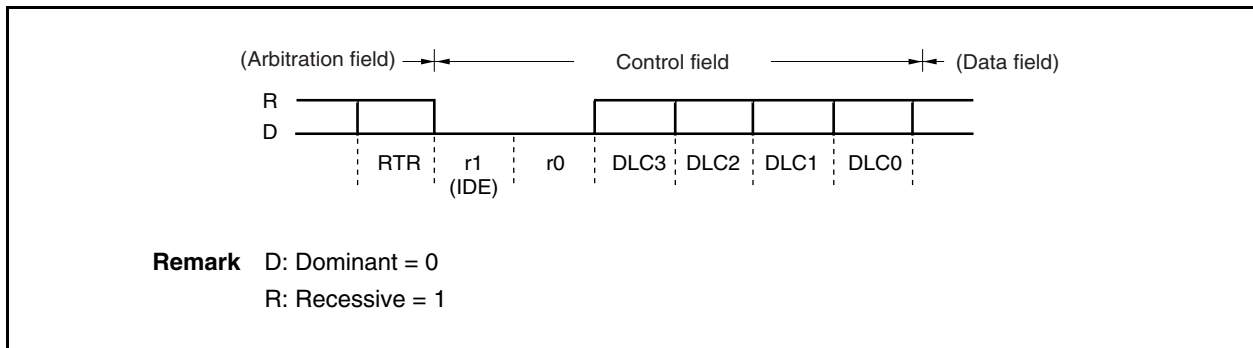 (Arbitration field) Control field (Data field)
R
D
RTR r1 r0 DLC3 DLC2 DLC1 DLC0
(IDE)
Remark D: Dominant = 0
R: Recessive = 1